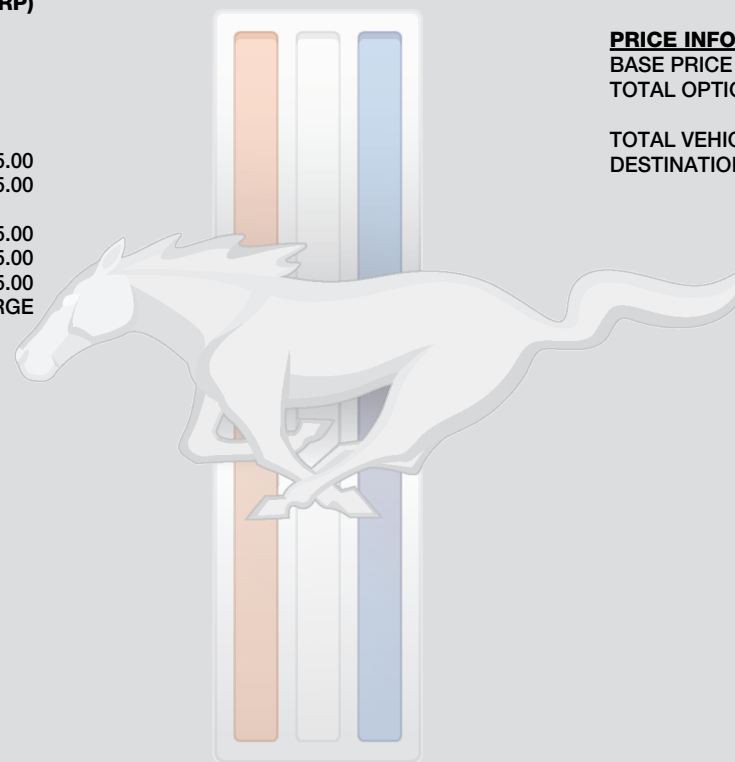 RP)
5.00
5.00
5.00
5.00
5.00
RGE
PRICE INFO
BASE PRICE
TOTAL OPTIO
TOTAL VEHIC
DESTINATION